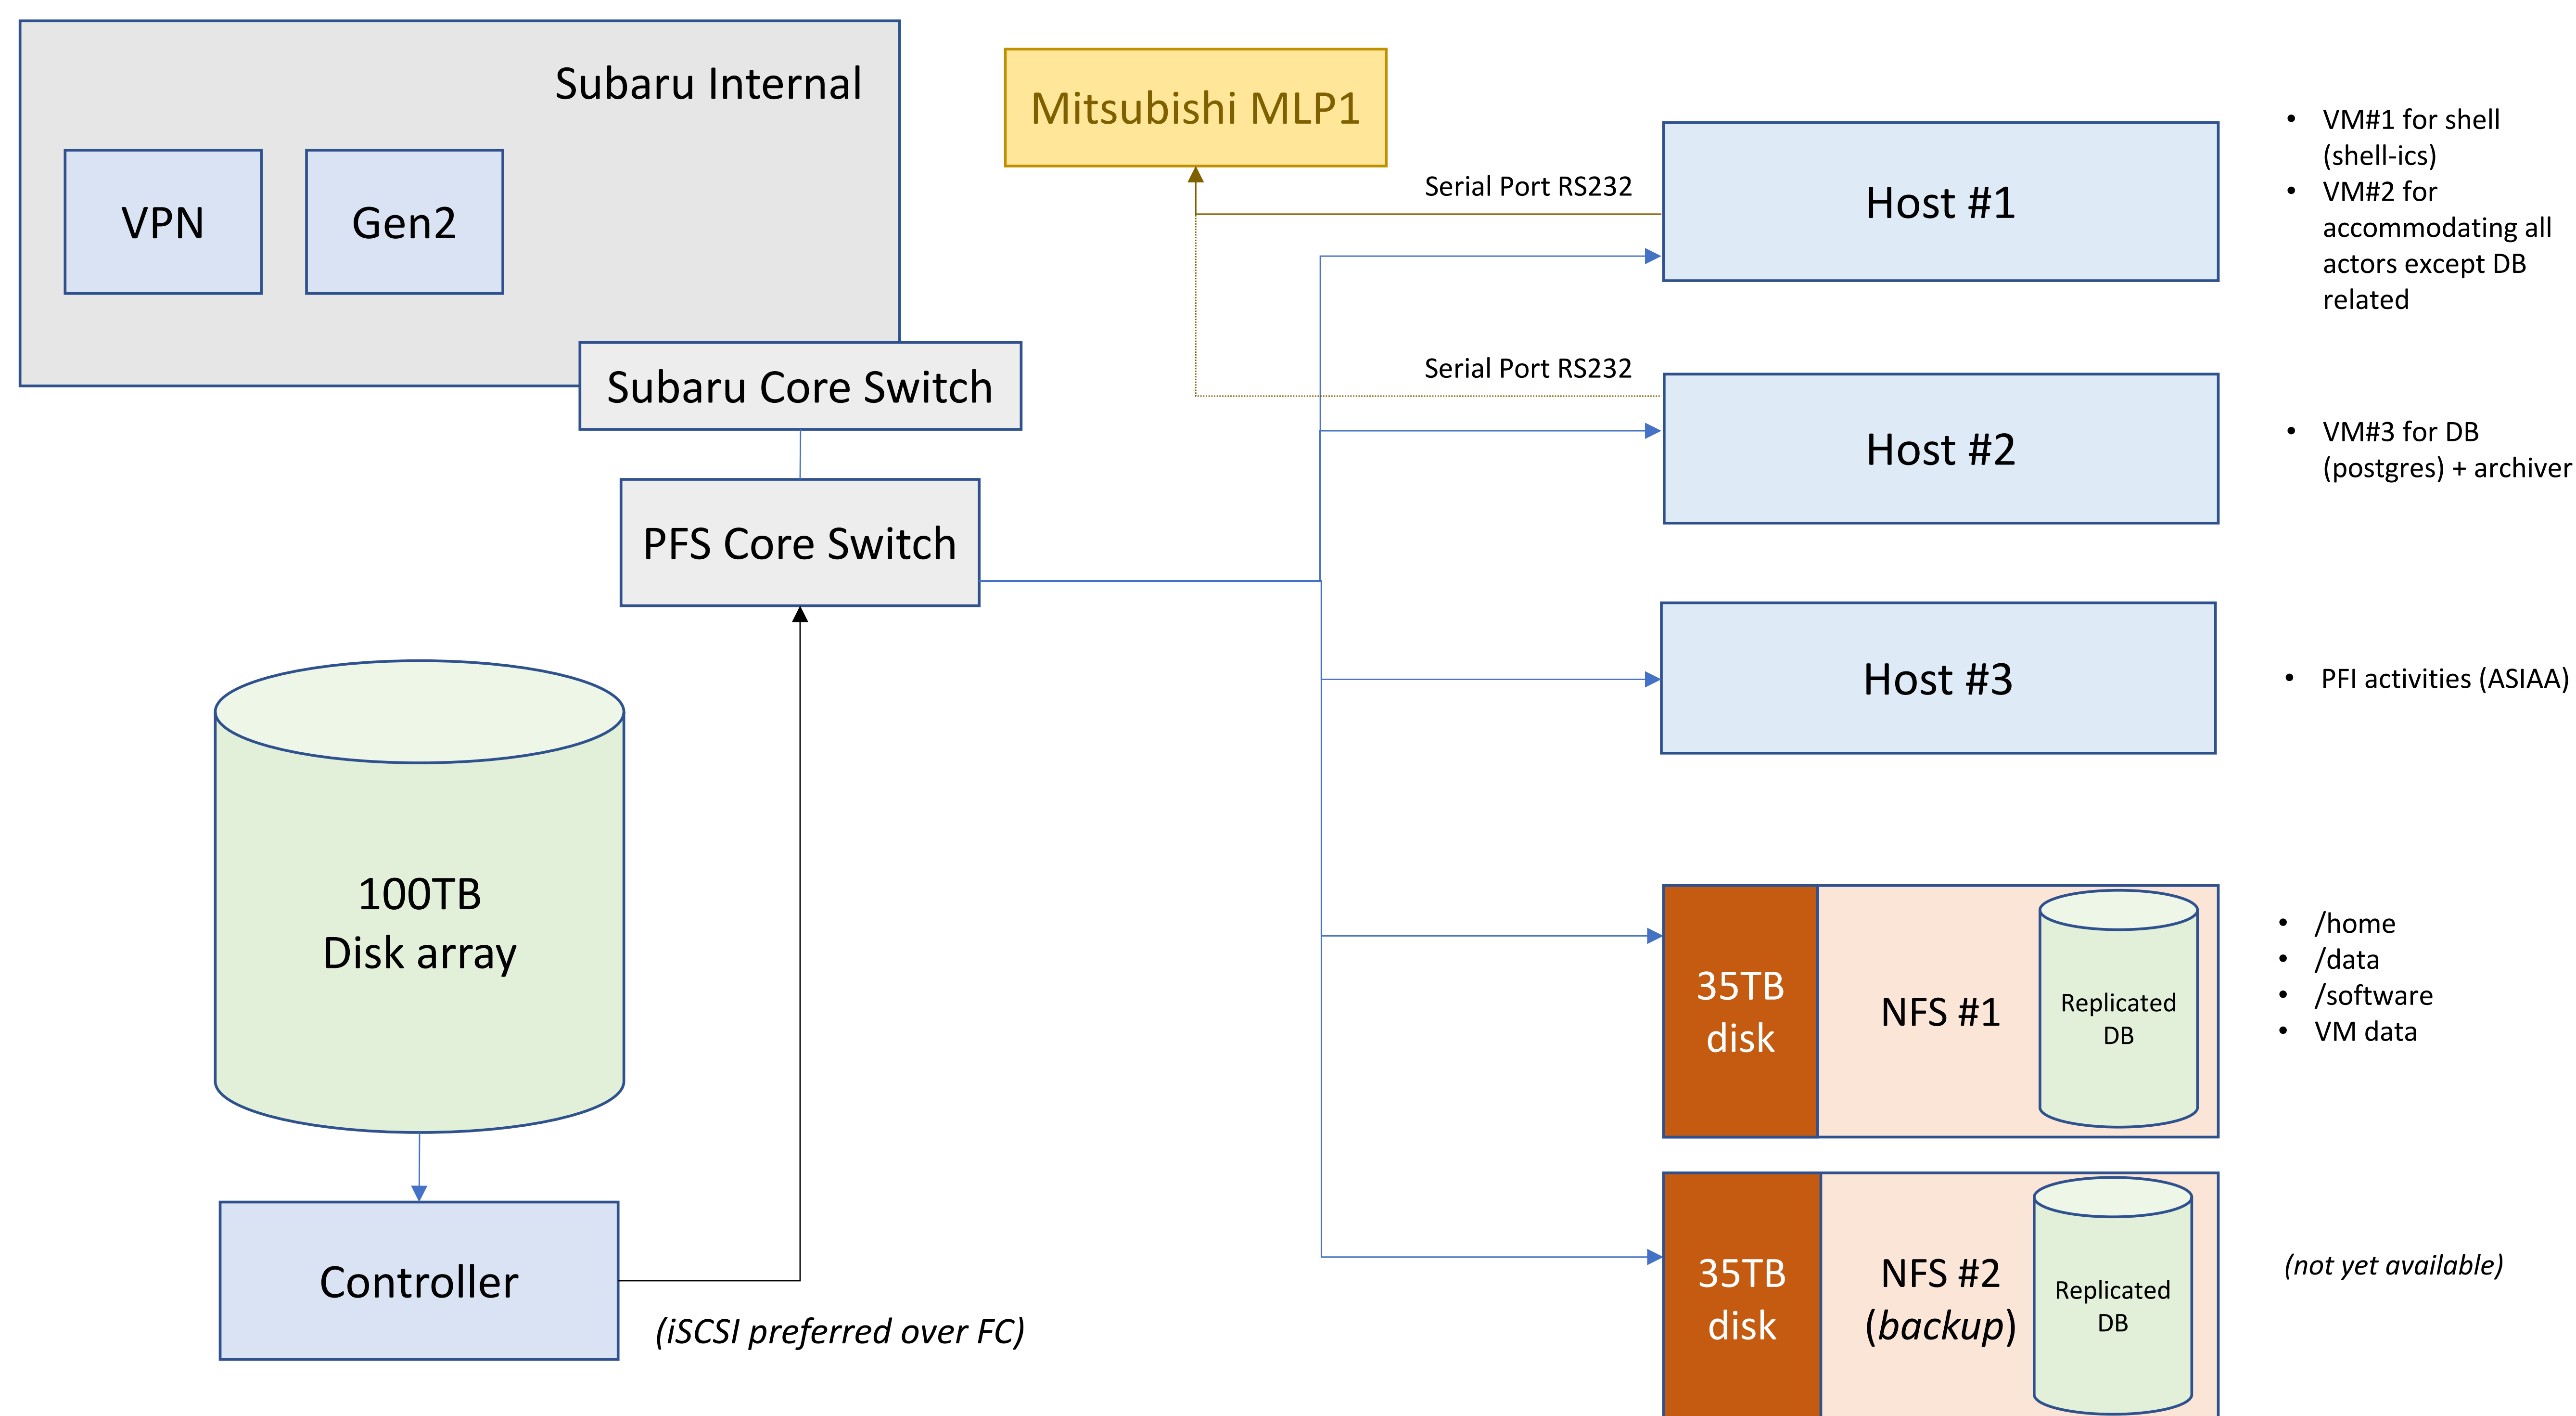 Subaru Internal
VPN
Gen2
Subaru Core Switch
PFS Core Switch
100TB
Disk array
Controller
(iSCSI preferred over FC)
Mitsubishi MLP1
Serial Port RS232
Host #1
• VM#1 for shell
(shell-ics)
• VM#2 for
accommodating all
actors except DB
related
Serial Port RS232
Host #2
• VM#3 for DB
(postgres) + archiver
Host #3
• PFI activities (ASIAA)
35TB
disk
NFS #1
Replicated
DB
• /home
• /data
• /software
• VM data
35TB
disk
NFS #2
(backup)
Replicated
DB
(not yet available)